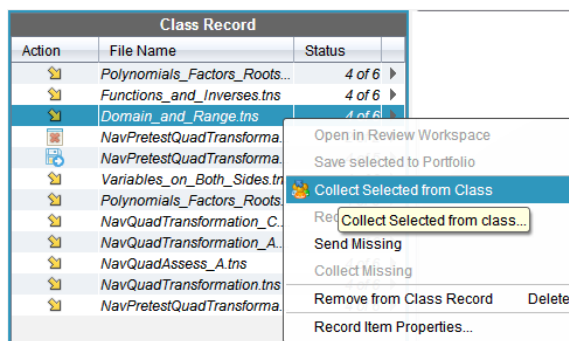 Class Record
Action File Name Status
Polynomials_Factors_Roots... 4 of 6
Functions_and_Inverses.tns 4 of 6
Domain_and_Range.tns 4 of 6
NavPretestQuadTransforma.
Open in Review Workspace
NavPretestQuadTransforma.
Save selected to Portfolio
Variables_on_Both_Sides.tn
Collect Selected from Class
Polynomials_Factors_Roots.
Collect Selected from class...
NavQuadTransformation_C..
Send Missing
NavQuadTransformation_A..
Collect Missing
NavQuadAssess_A.tns
NavQuadTransformation.tns
Remove from Class Record Delete
NavPretestQuadTransforma.
Record Item Properties...